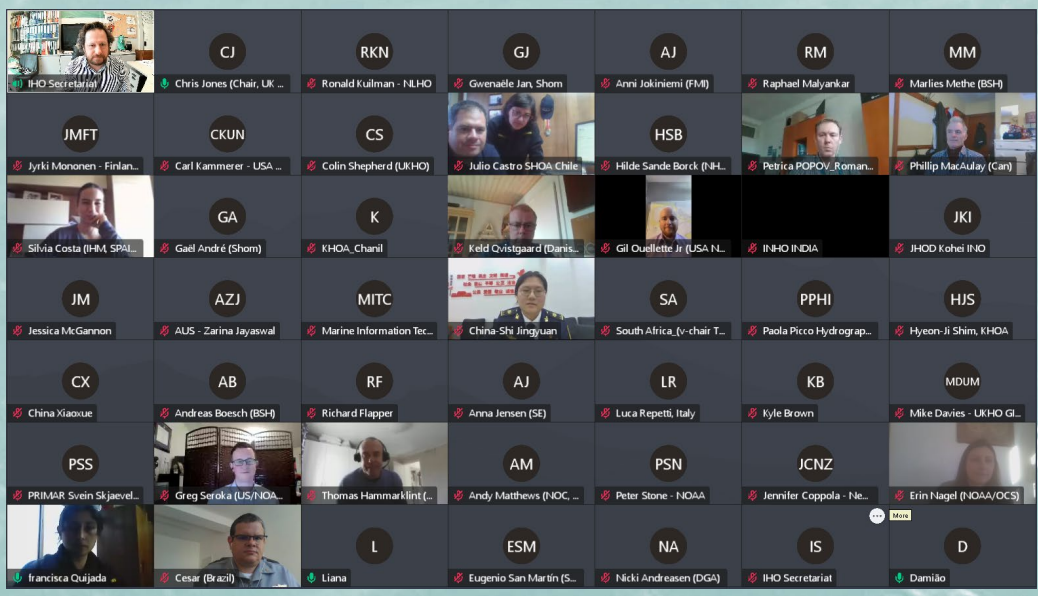 IHO Secretariat
CJ
Chris Jones (Chair, UK ...
RKN
Ronald Kuilman - NLHO
GJ
Gwenaële Jan, Shom
AJ
Anni Jokiniemi (FMI)
RM
Raphael Malyankar
MM
Marlies Methe (BSH)
JMFT
Jyrki Mononen - Finlan...
CKUN
Carl Kammerer - USA ...
CS
Colin Shepherd (UKHO)
Julio Castro SHOA Chile
HSB
Hilde Sande Borck (NH...
Petrica POPOV_Roman...
Phillip MacAulay (Can)
Silvia Costa (IHM, SPAI...
GA
Gaël André (Shom)
K
KHOA_Chanil
Keld Qvistgaard (Danis...
Gil Ouellette Jr (USA N...
INHO INDIA
JKI
JHOD Kohei INO
JM
Jessica McGannon
AZJ
AUS - Zarina Jayaswal
MITC
Marine Information Tec...
China-Shi Jingyuan
SA
South Africa_(v-chair T...
PPHI
Paola Picco Hydrograp...
HJS
Hyeon-Ji Shim, KHOA
CX
China Xiaoxue
AB
Andreas Boesch (BSH)
RF
Richard Flapper
AJ
Anna Jensen (SE)
LR
Luca Repetti, Italy
KB
Kyle Brown
MDUM
Mike Davies - UKHO GI...
PSS
PRIMAR Svein Skjaevel...
Greg Seroka (US/NOA...
Thomas Hammarklint (...
AM
Andy Matthews (NOC, ...
PSN
Peter Stone - NOAA
JCNZ
Jennifer Coppola - Ne...
Erin Nagel (NOAA/OCS)
More
francisca Quijada
Cesar (Brazil)
L
Liana
ESM
Eugenio San Martín (S...
NA
Nicki Andreasen (DGA)
IS
IHO Secretariat
D
Damião